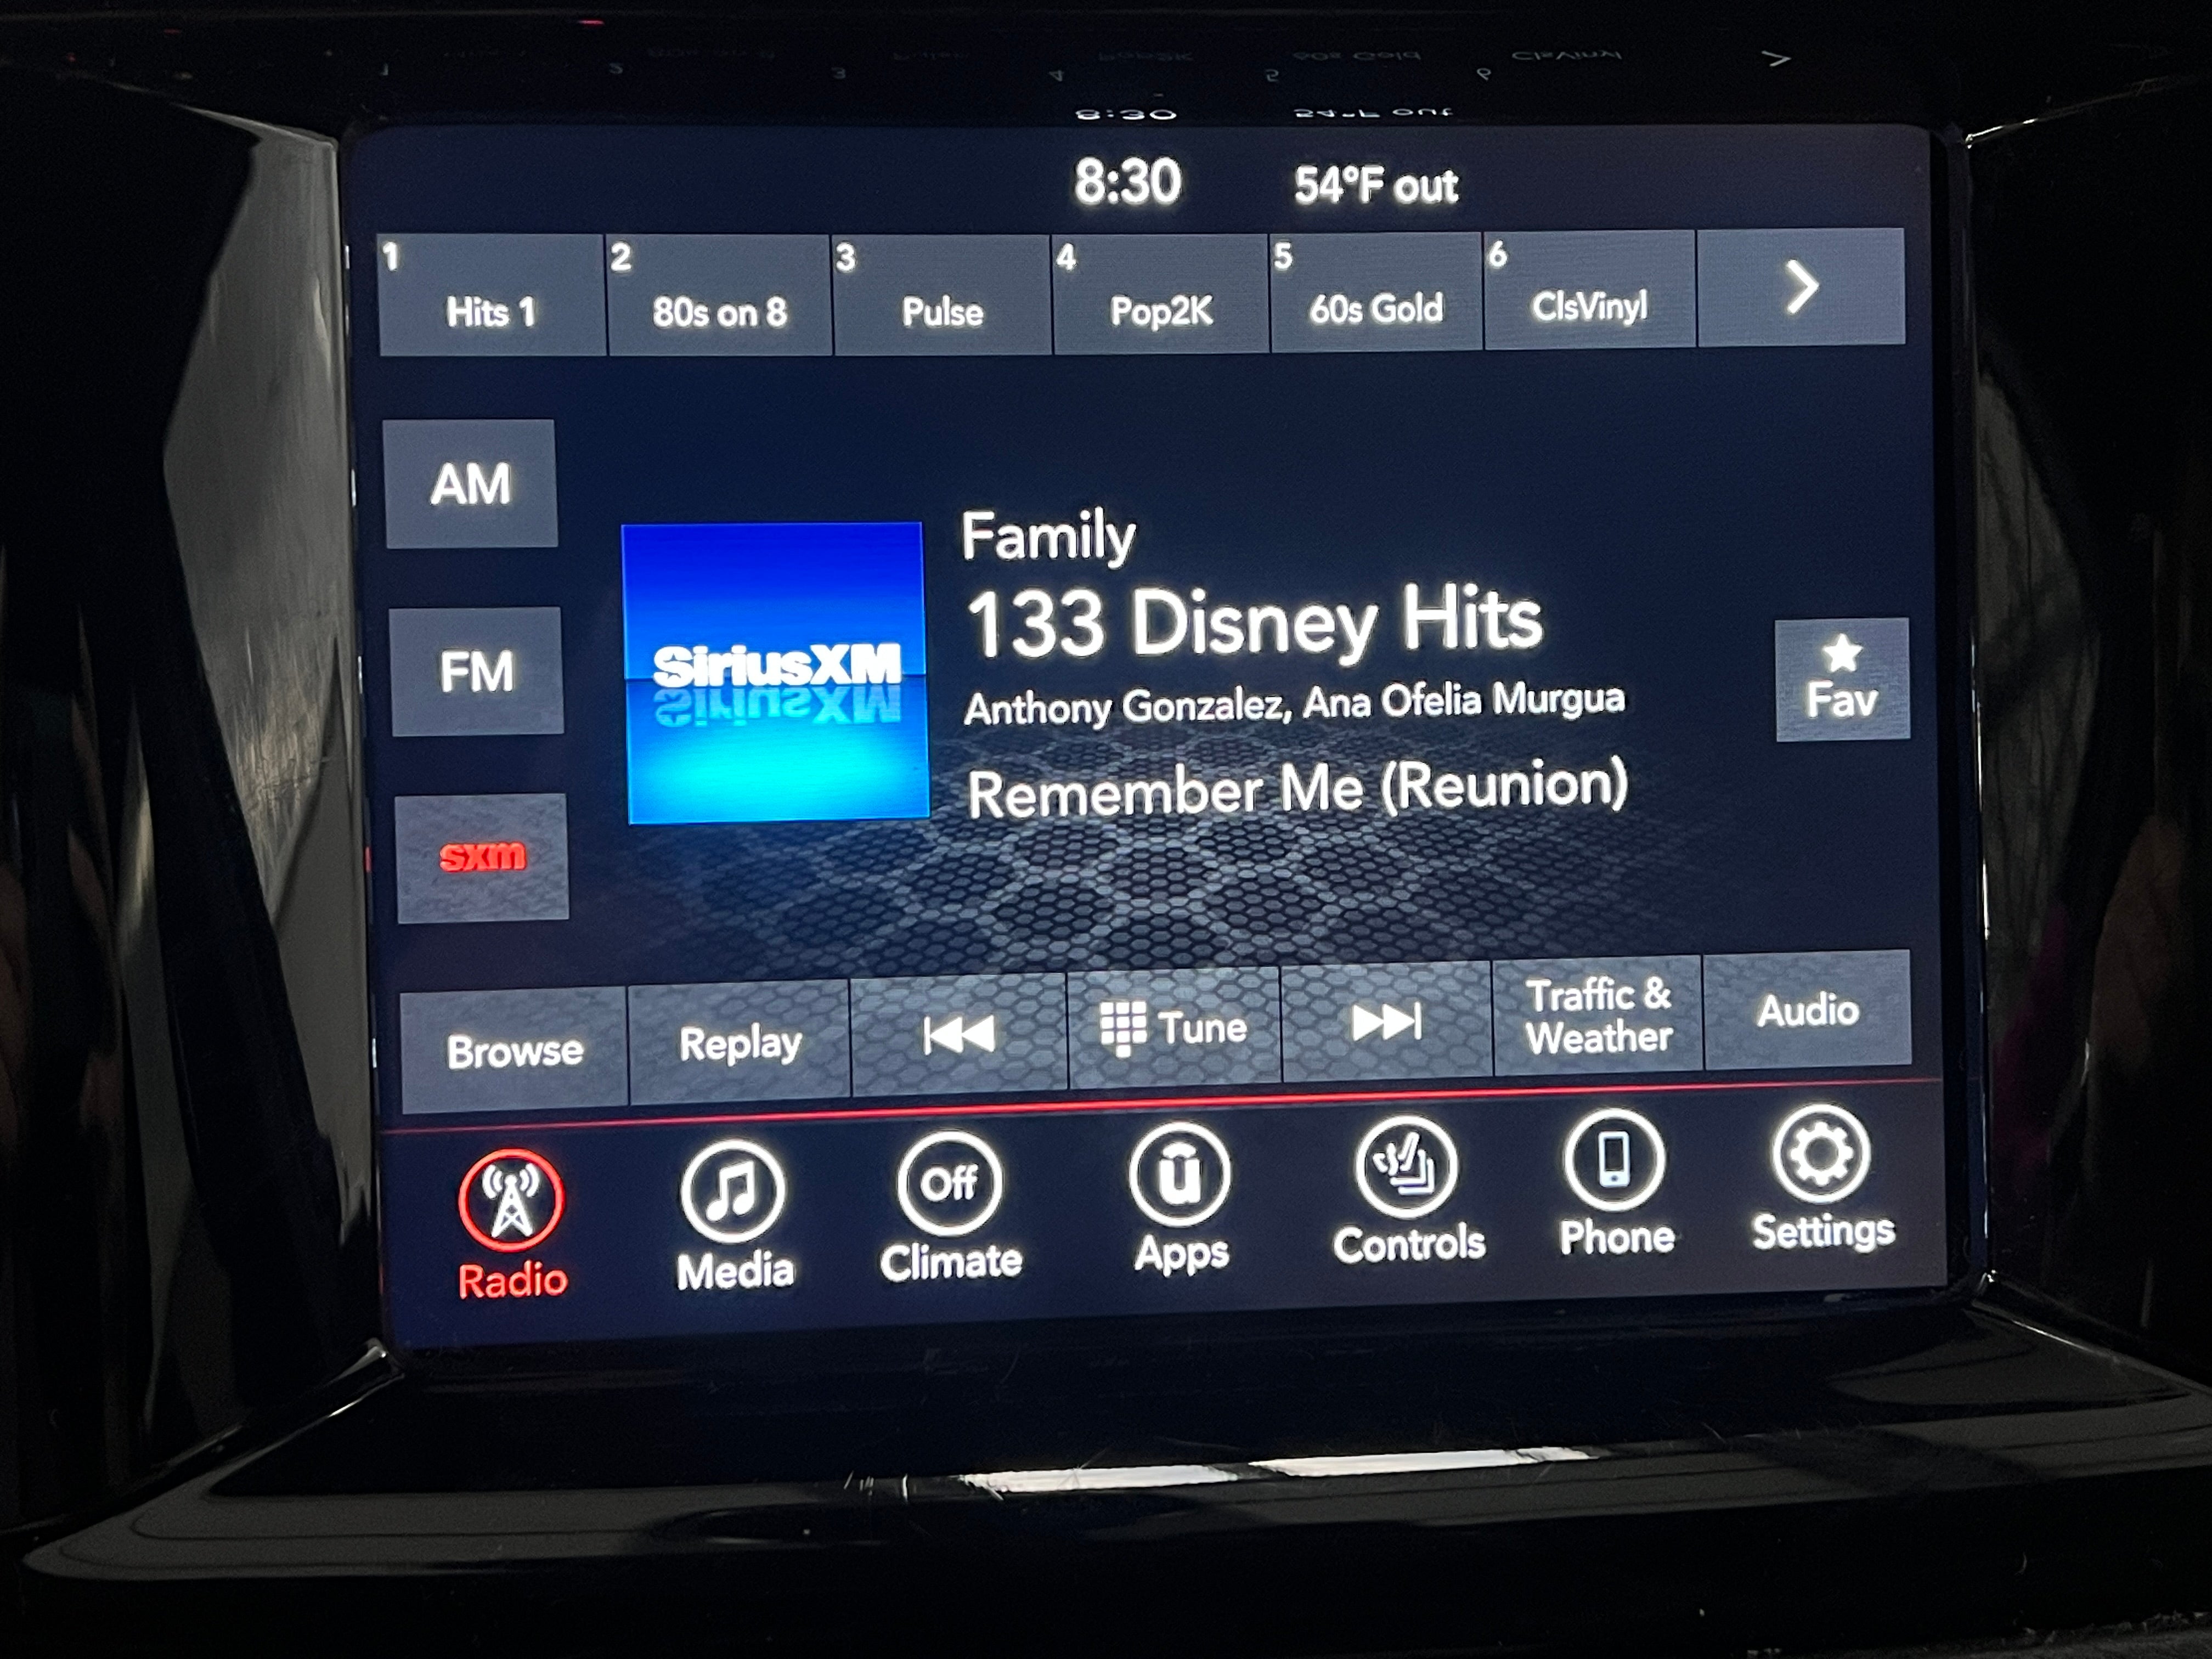 8:30 54°F out
1 2 3 4 5 6
Hits 1 80s on 8 Pulse Pop2K 60s Gold ClsVinyl
AM
FM
sxm
SiriusXM
Family
133 Disney Hits
Anthony Gonzalez, Ana Ofelia Murgua
Remember Me (Reunion)
Fav
Browse Replay Tune Traffic & Weather Audio
Off û
Radio Media Climate Apps Controls Phone Settings